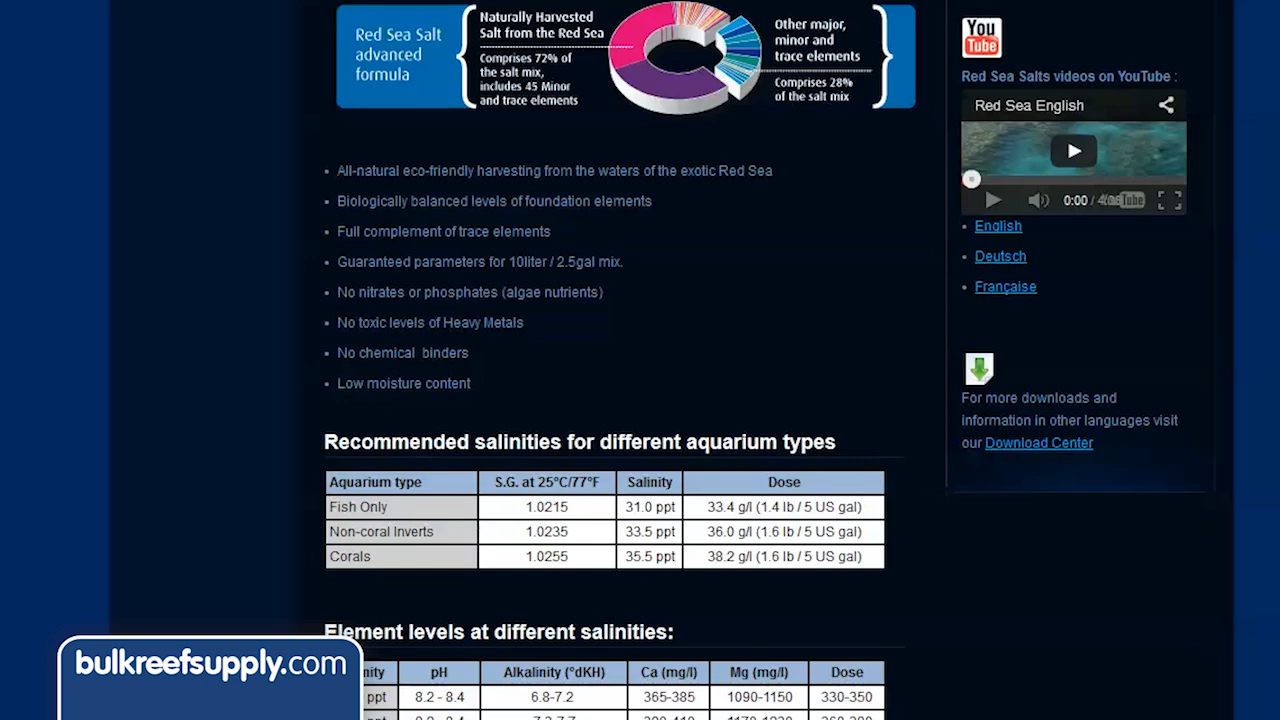 Red Sea Salt
advanced
formula
Naturally Harvested
Salt from the Red Sea
Comprises 72% of
the salt mix,
includes 45 Minor
and trace elements
Other major,
minor and
trace elements
Comprises 28%
of the salt mix
All-natural eco-friendly harvesting from the waters of the exotic Red Sea
Biologically balanced levels of foundation elements
Full complement of trace elements
Guaranteed parameters for 10liter / 2.5gal mix.
No nitrates or phosphates (algae nutrients)
No toxic levels of Heavy Metals
No chemical binders
Low moisture content
Recommended salinities for different aquarium types
Aquarium type S.G. at 25°C/77°F Salinity Dose
Fish Only 1.0215 31.0 ppt 33.4 g/l (1.4 lb / 5 US gal)
Non-coral Inverts 1.0235 33.5 ppt 36.0 g/l (1.6 lb / 5 US gal)
Corals 1.0255 35.5 ppt 38.2 g/l (1.6 lb / 5 US gal)
Element levels at different salinities:
pH Alkalinity (°dKH) Ca (mg/l) Mg (mg/l) Dose
ppt 8.2 - 8.4 6.8-7.2 365-385 1090-1150 330-350
You
Tube
Red Sea Salts videos on YouTube :
Red Sea English
0:00 /
English
Deutsch
Française
For more downloads and
information in other languages visit
our Download Center
bulkreefsupply.com